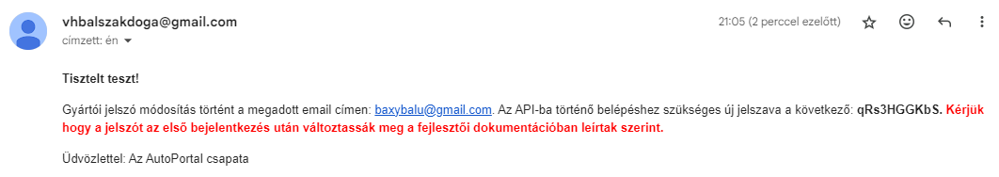 vhbalszakdoga@gmail.com
21:05 (2 perccel ezelőtt)
címzett: én
Tisztelt teszt!
Gyártói jelszó módosítás történt a megadott email címen: baxybalu@gmail.com. Az API-ba történő belépéshez szükséges új jelszava a következő: qRs3HGGKbS. Kérjük
hogy a jelszót az első bejelentkezés után változtassák meg a fejlesztői dokumentációban leírtak szerint.
Üdvözlettel: Az AutoPortal csapata